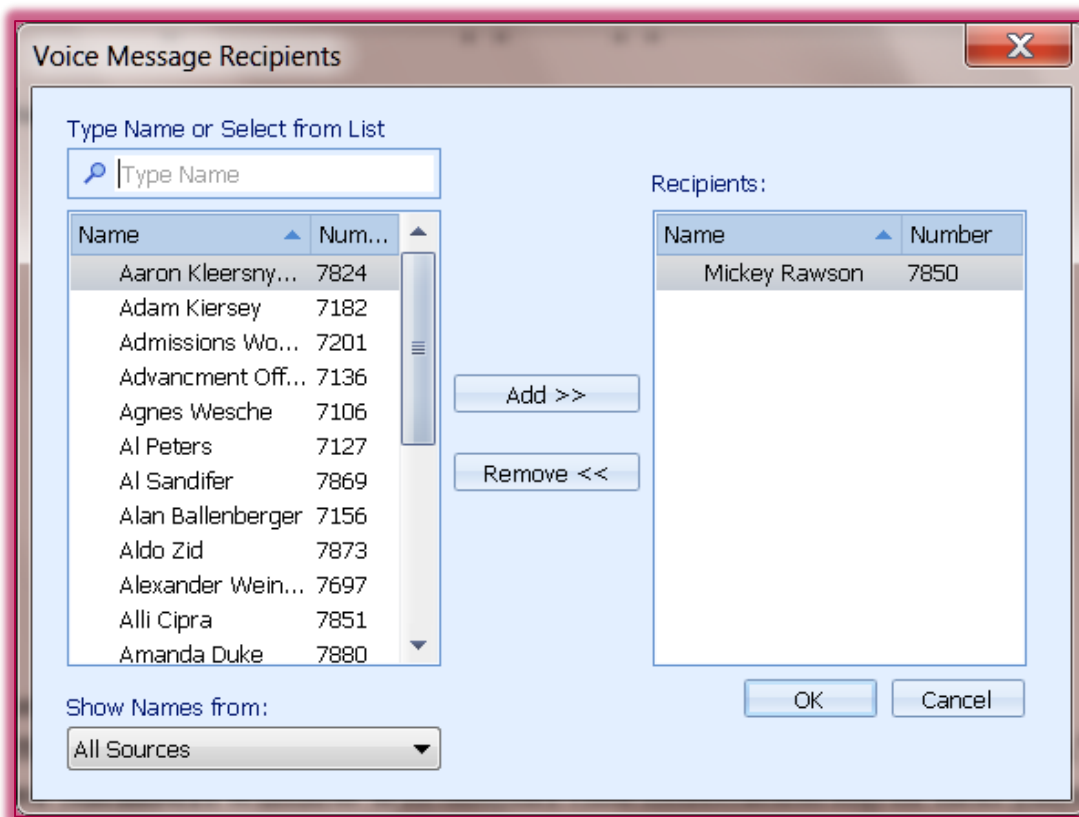 Voice Message Recipients
Type Name or Select from List
Type Name
Name Num...
Aaron Kleersny... 7824
Adam Kiersey 7182
Admissions Wo... 7201
Advancment Off... 7136
Agnes Wesche 7106
Al Peters 7127
Al Sandifer 7869
Alan Ballenberger 7156
Aldo Zid 7873
Alexander Wein... 7697
Alli Cipra 7851
Amanda Duke 7880
Show Names from:
All Sources
Add >>
Remove <<
Recipients:
Name Number
Mickey Rawson 7850
OK Cancel